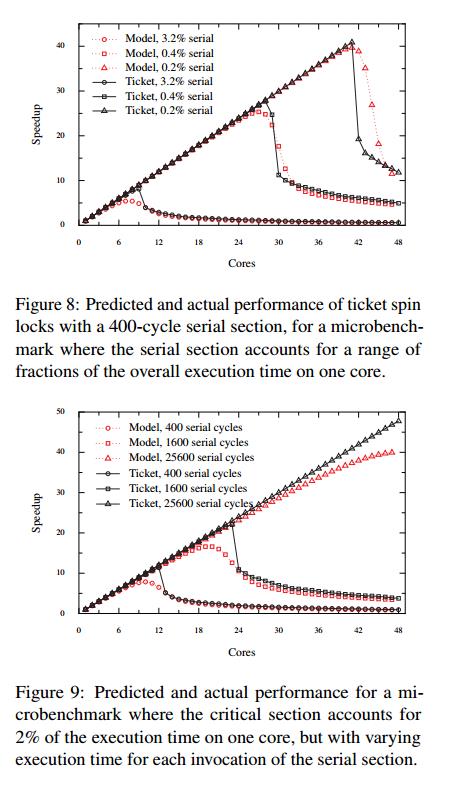 40
30
20
10
0
Speedup
Model, 3.2% serial
Model, 0.4% serial
Model, 0.2% serial
Ticket, 3.2% serial
Ticket, 0.4% serial
Ticket, 0.2% serial
0 6 12 18 24 30 36 42 48
Cores
Figure 8: Predicted and actual performance of ticket spin
locks with a 400-cycle serial section, for a microbench-
mark where the serial section accounts for a range of
fractions of the overall execution time on one core.
50
40
30
20
10
0
Speedup
Model, 400 serial cycles
Model, 1600 serial cycles
Model, 25600 serial cycles
Ticket, 400 serial cycles
Ticket, 1600 serial cycles
Ticket, 25600 serial cycles
0 6 12 18 24 30 36 42 48
Cores
Figure 9: Predicted and actual performance for a mi-
crobenchmark where the critical section accounts for
2% of the execution time on one core, but with varying
execution time for each invocation of the serial section.